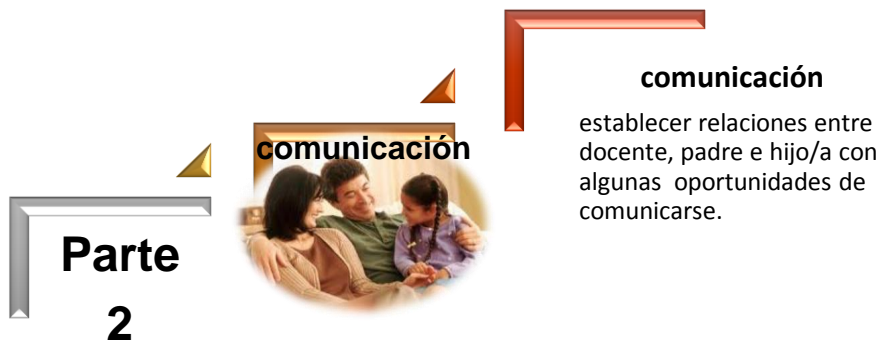 Parte
2
comunicación
comunicación
establecer relaciones entre
docente, padre e hijo/a con
algunas oportunidades de
comunicarse.